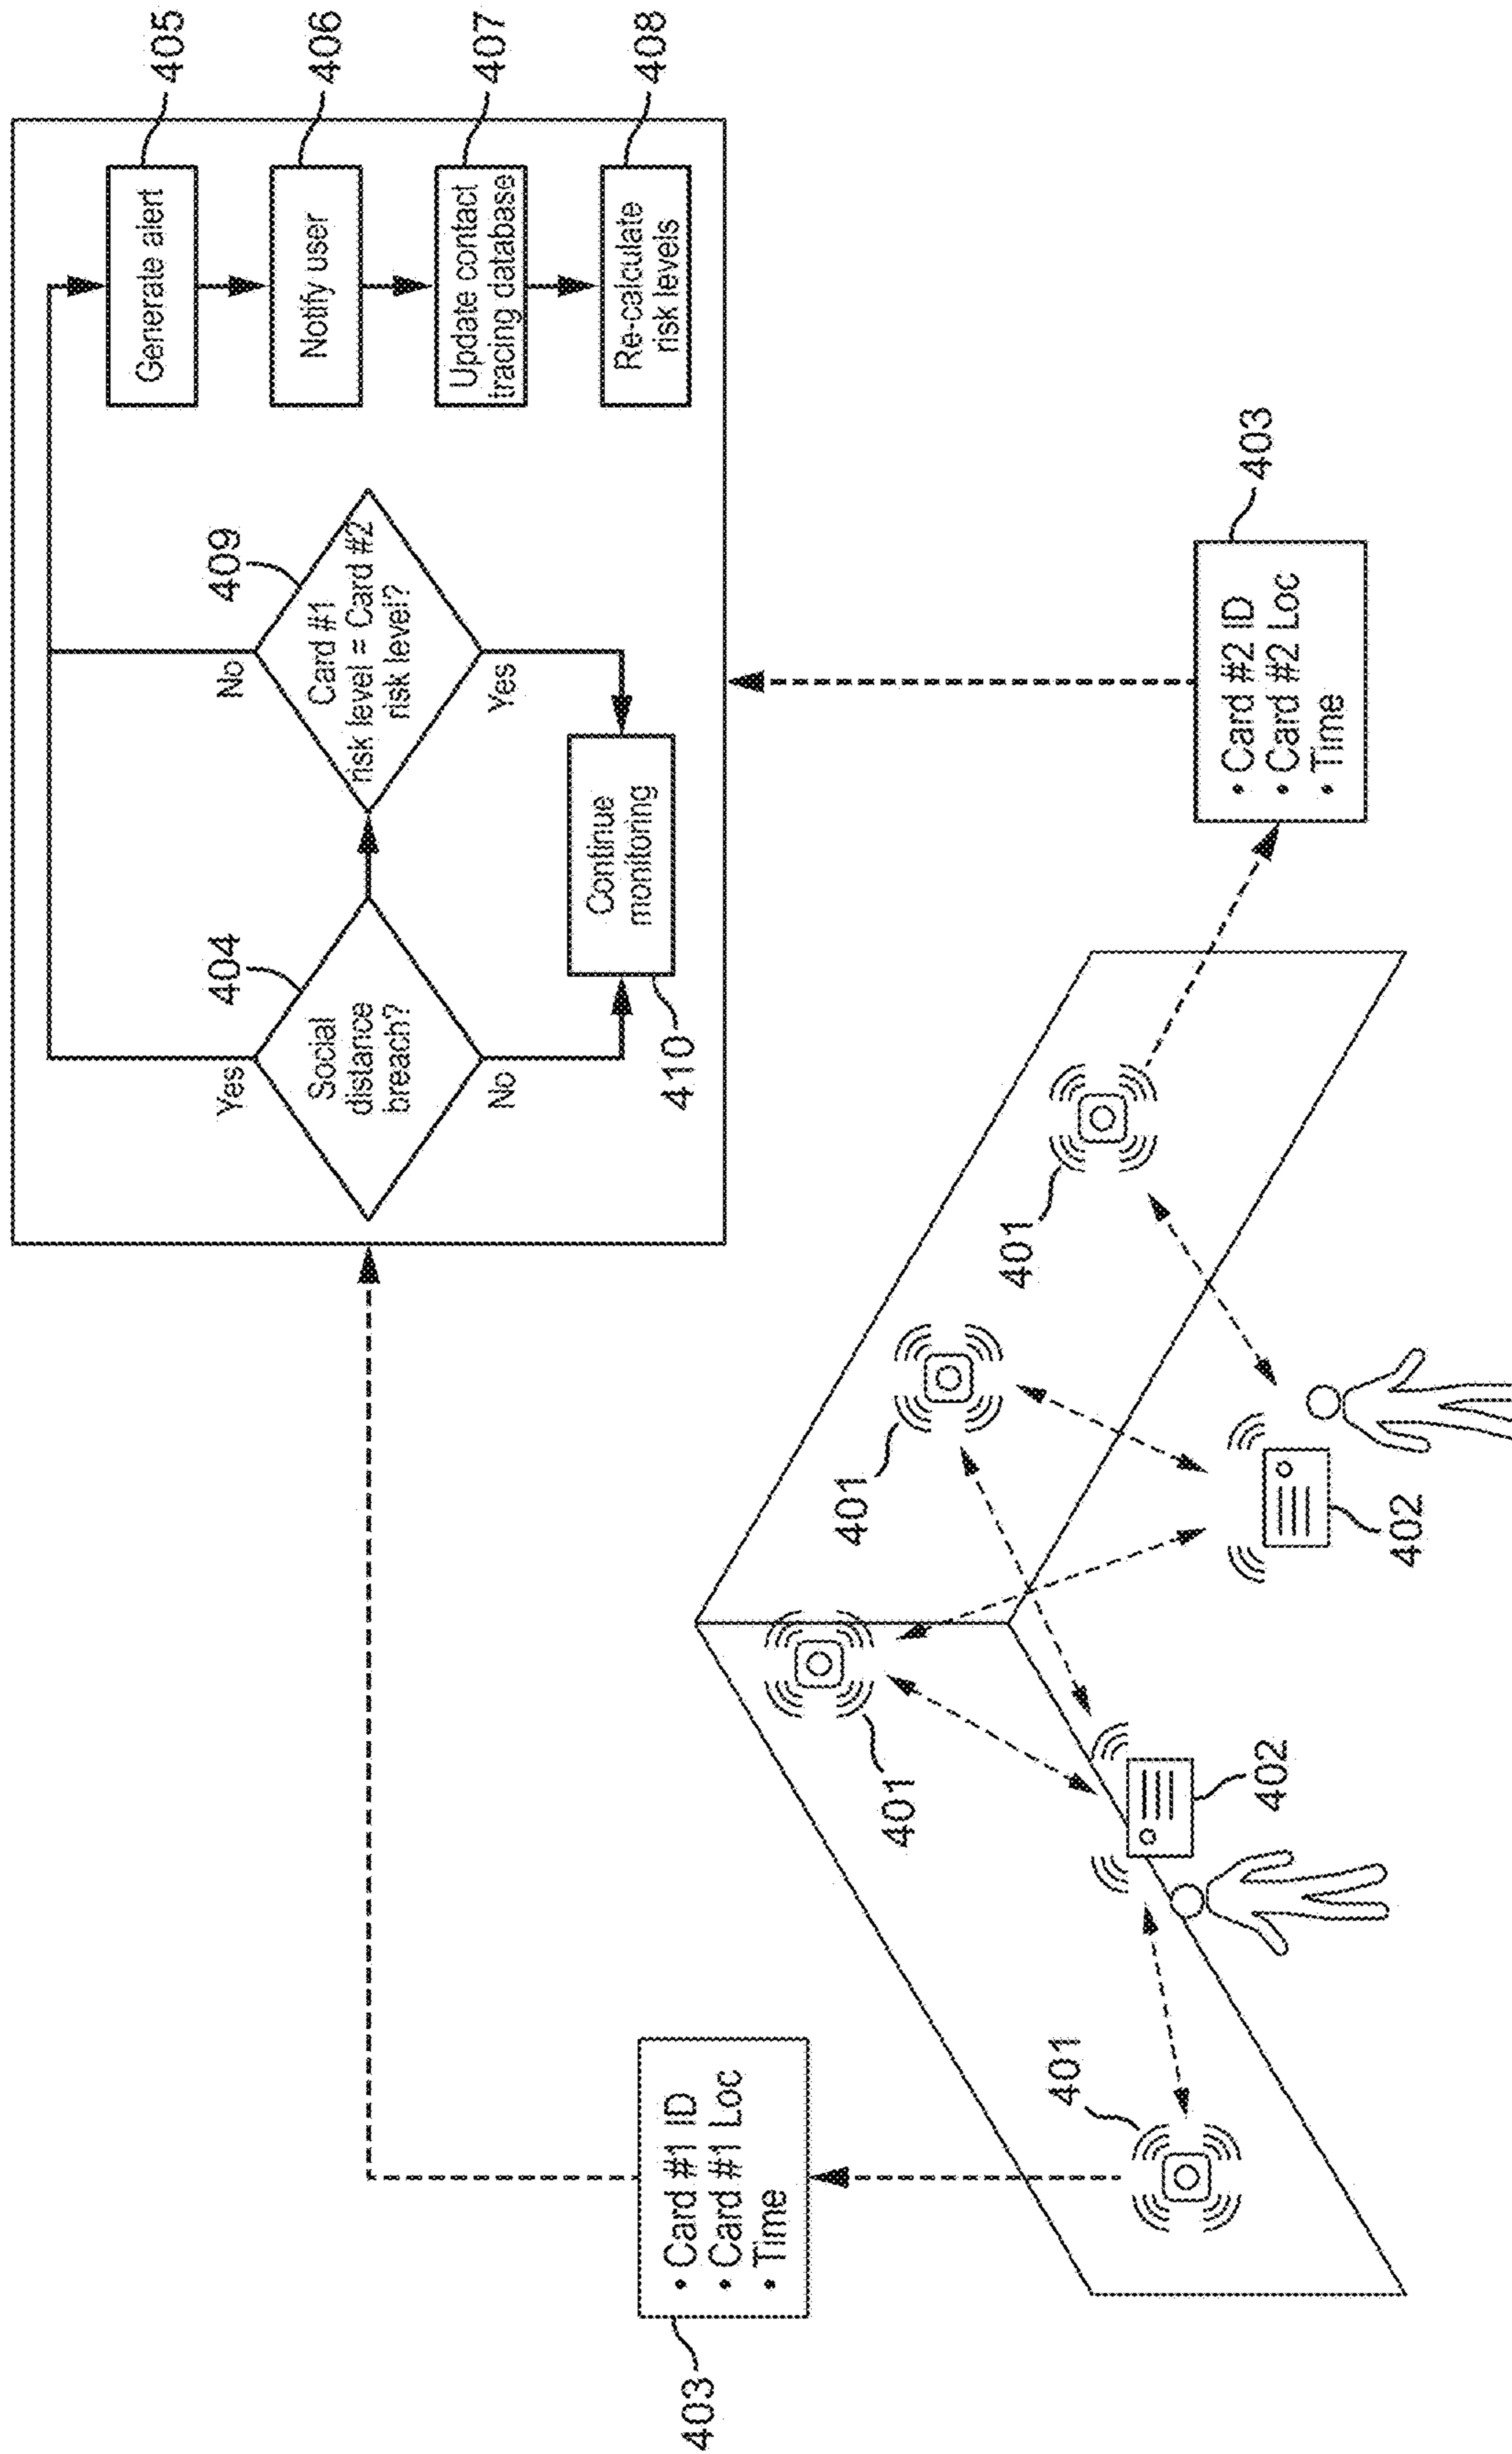 Social
distance
breach?
404
Yes
No
Card #1
risk level = Card #2
risk level?
409
No
Yes
Continue
monitoring
410
Generate alert
405
Notify user
406
Update contact
tracing database
407
Re-calculate
risk levels
408
• Card #1 ID
• Card #1 Loc
• Time
403
• Card #2 ID
• Card #2 Loc
• Time
403
401
401
401
401
402
402